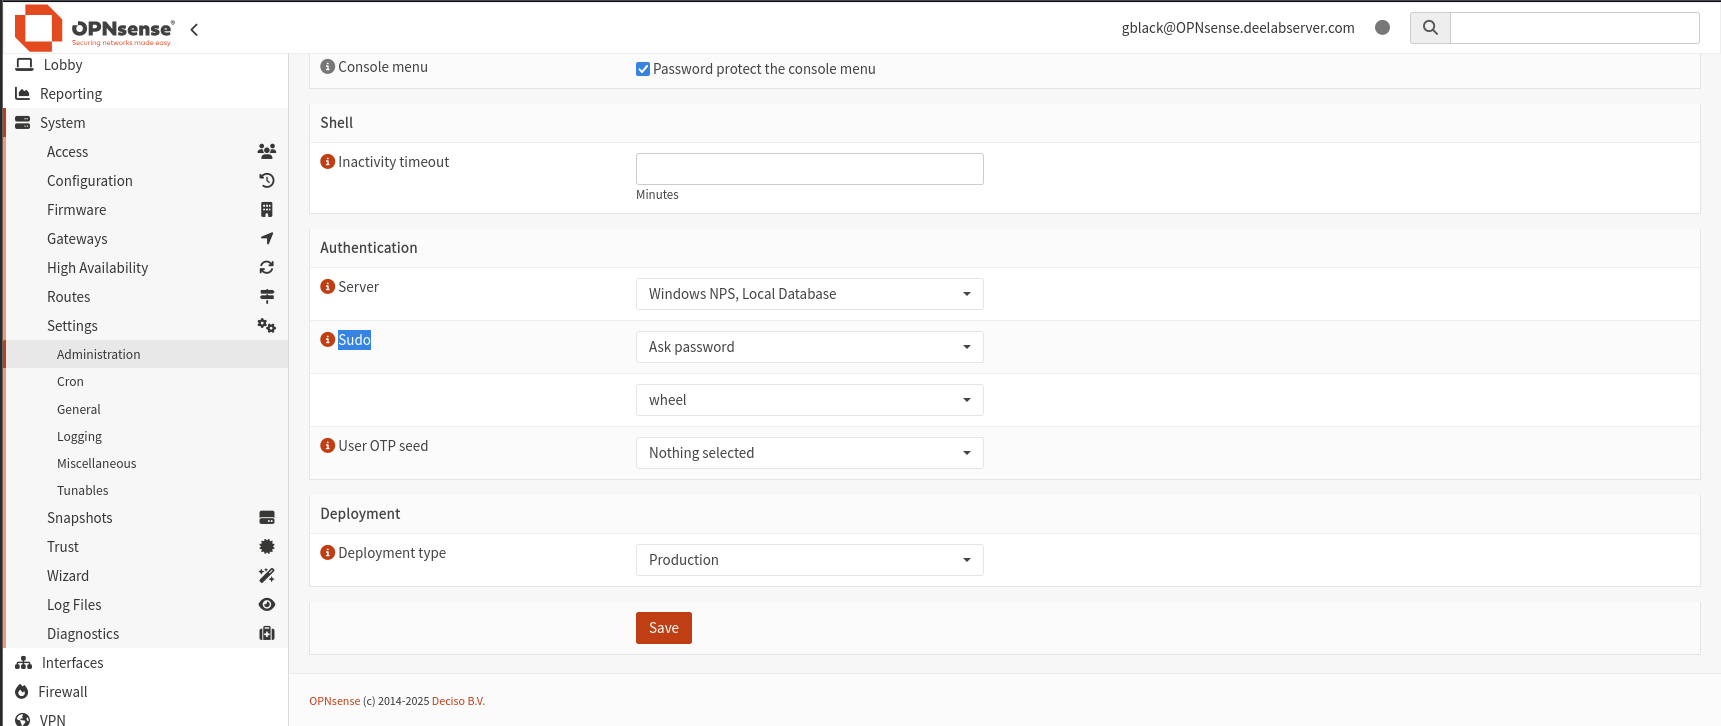 OPNsense®
Securing networks made easy
gblack@OPNsense.deelabserver.com
Lobby
Reporting
System
Access
Configuration
Firmware
Gateways
High Availability
Routes
Settings
Administration
Cron
General
Logging
Miscellaneous
Tunables
Snapshots
Trust
Wizard
Log Files
Diagnostics
Interfaces
Firewall
VPN
Console menu
Password protect the console menu
Shell
Inactivity timeout
Minutes
Authentication
Server
Windows NPS, Local Database
Sudo
Ask password
wheel
User OTP seed
Nothing selected
Deployment
Deployment type
Production
Save
OPNsense (c) 2014-2025 Deciso B.V.